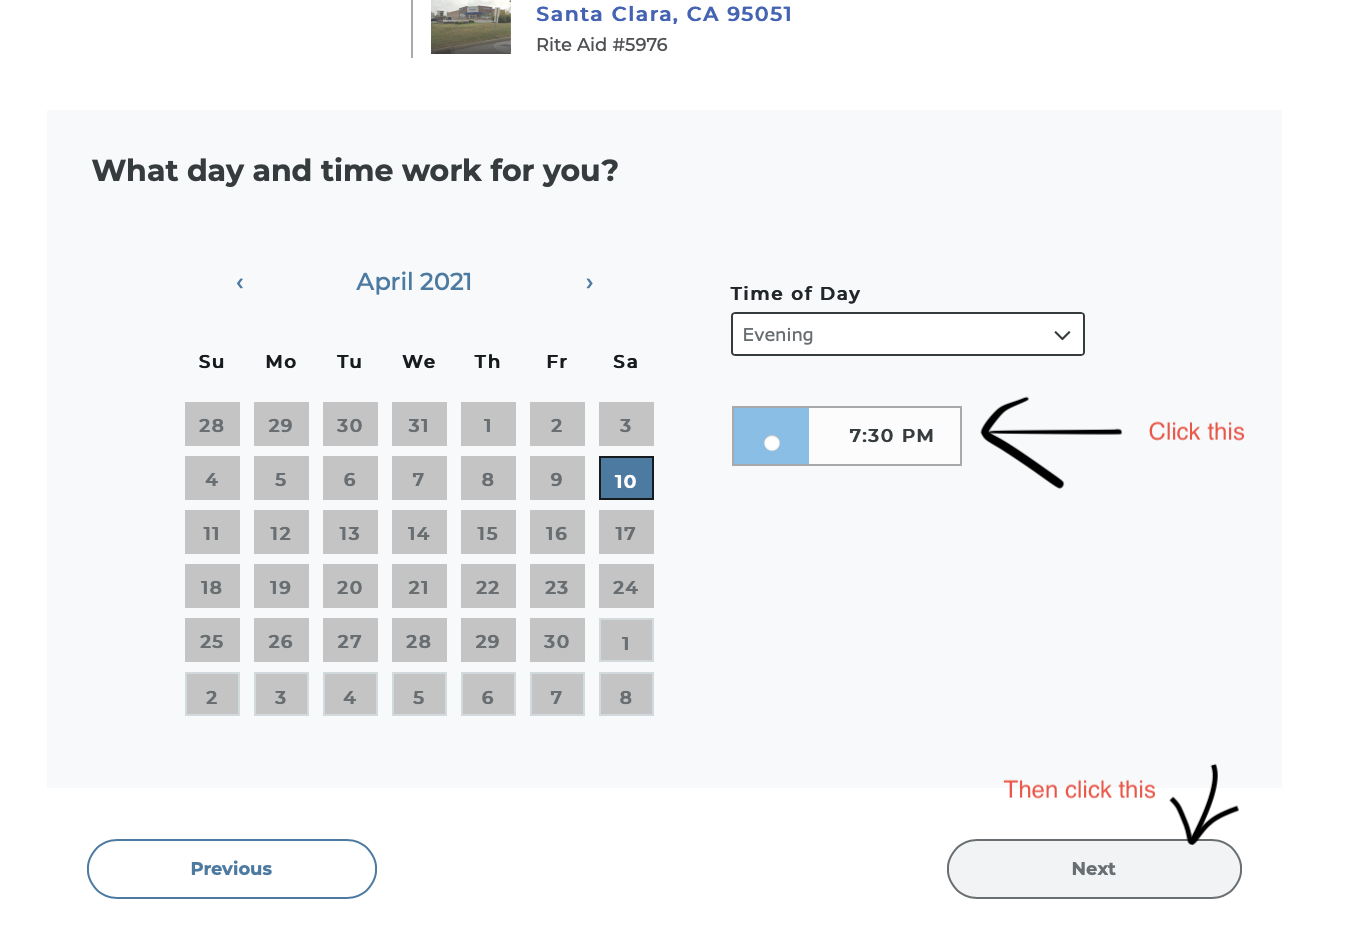 Santa Clara, CA 95051
Rite Aid #5976
What day and time work for you?
‹ April 2021 ›
Su Mo Tu We Th Fr Sa
28 29 30 31 1 2 3
4 5 6 7 8 9 10
11 12 13 14 15 16 17
18 19 20 21 22 23 24
25 26 27 28 29 30 1
2 3 4 5 6 7 8
Time of Day
Evening
7:30 PM
Click this
Then click this
Previous
Next